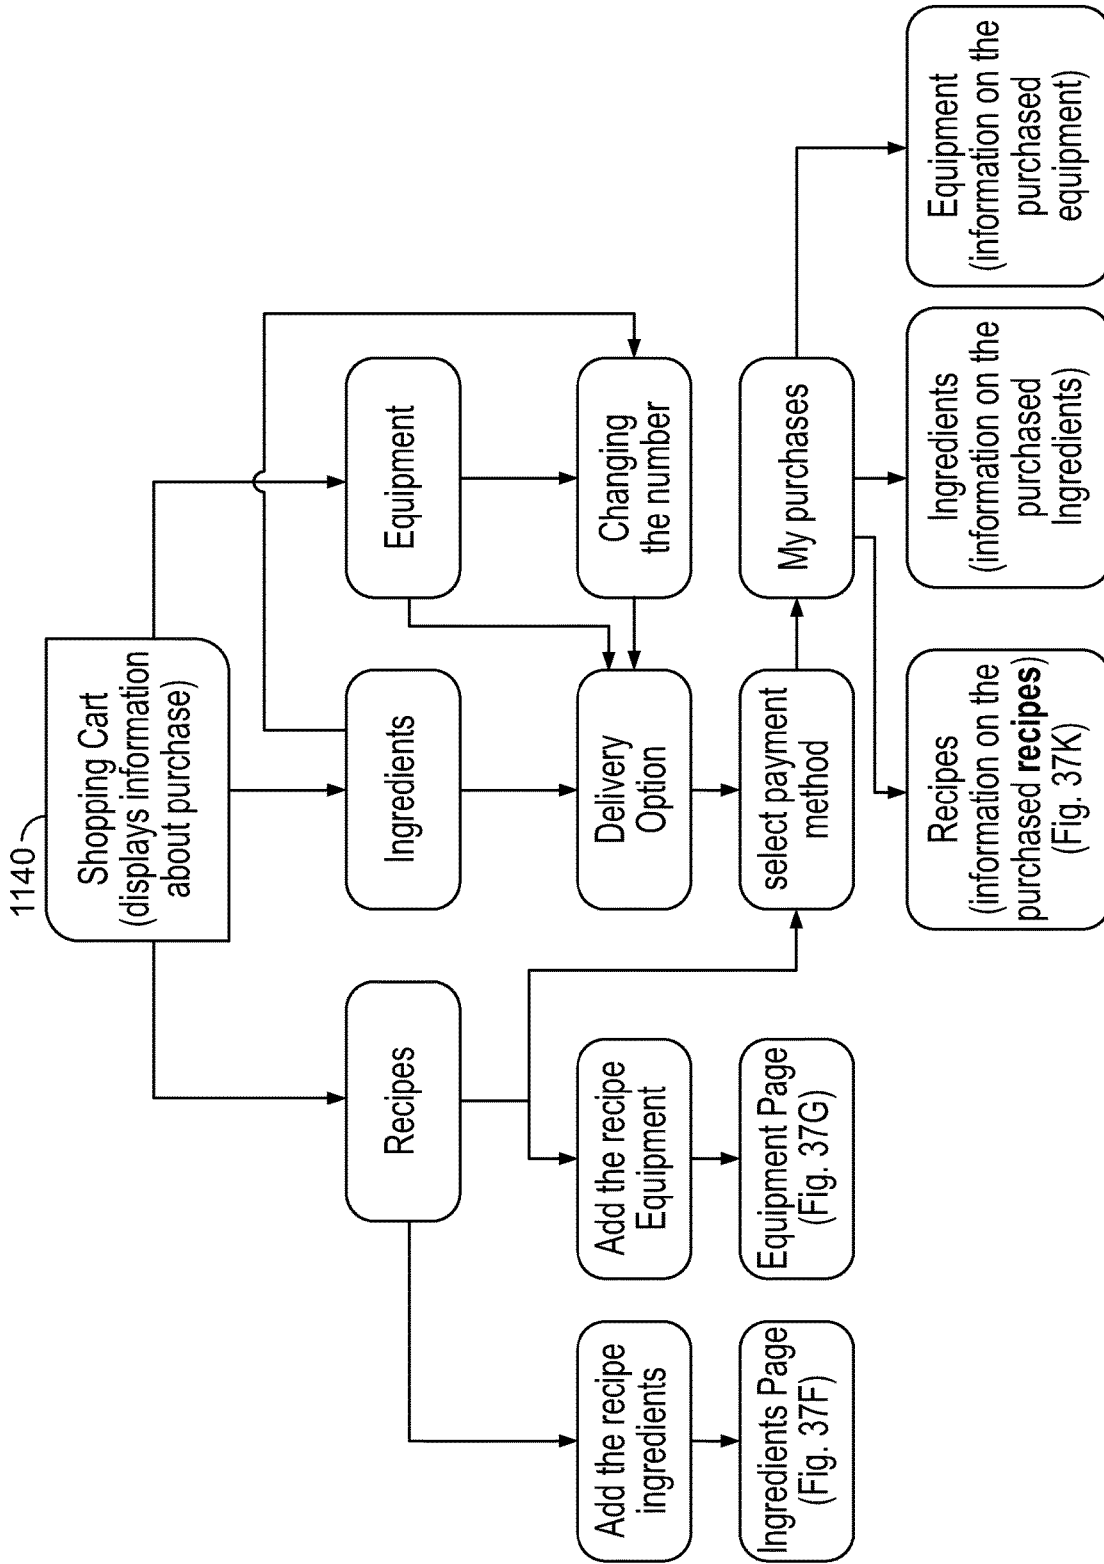 1140
Shopping Cart
(displays information
about purchase)
Recipes
Ingredients
Equipment
Add the recipe
ingredients
Add the recipe
Equipment
Delivery
Option
Changing
the number
Ingredients Page
(Fig. 37F)
Equipment Page
(Fig. 37G)
select payment
method
My purchases
Recipes
(information on the
purchased recipes)
(Fig. 37K)
Ingredients
(information on the
purchased
Ingredients)
Equipment
(information on the
purchased
equipment)